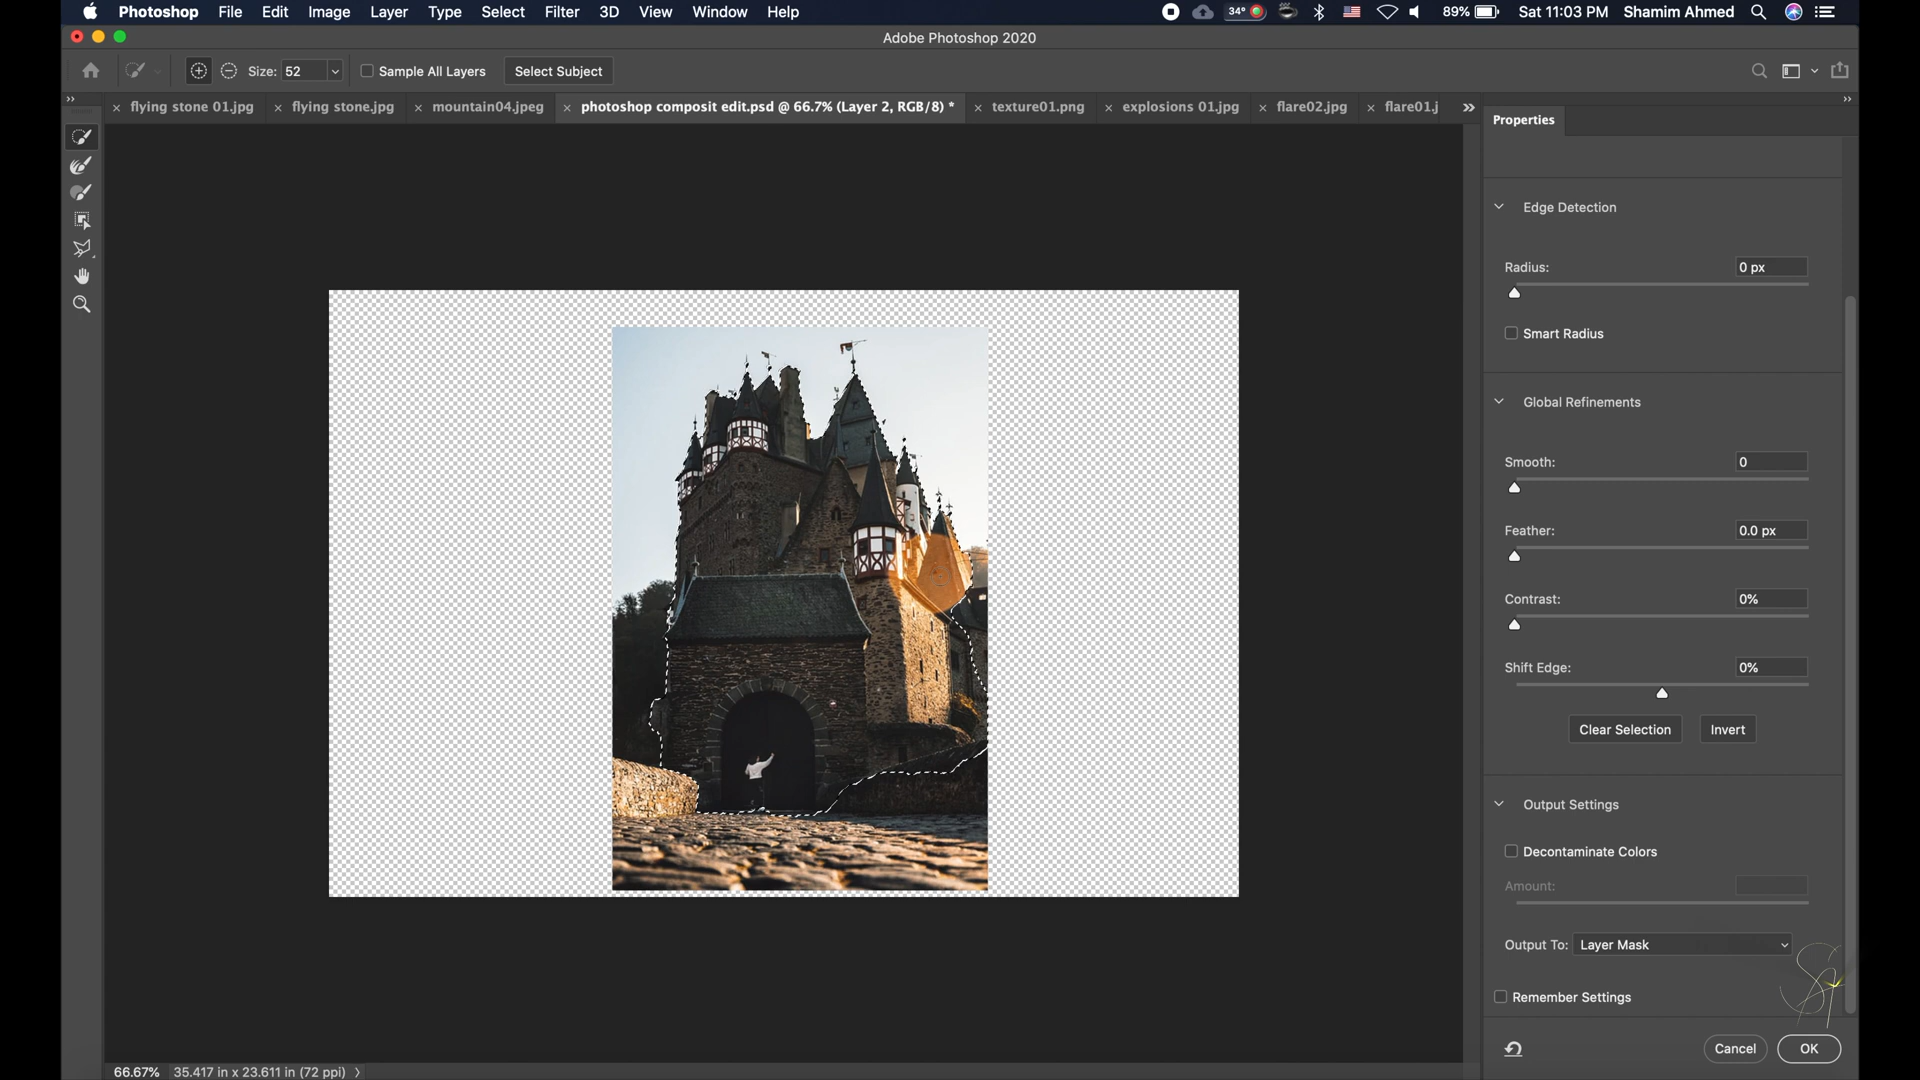 Photoshop File Edit Image Layer Type Select Filter 3D View Window Help 34° 89% Sat 11:03 PM Shamim Ahmed
Adobe Photoshop 2020
Size: 52 Sample All Layers Select Subject
flying stone 01.jpg flying stone.jpg mountain04.jpeg photoshop composit edit.psd @ 66.7% (Layer 2, RGB/8) * texture01.png explosions 01.jpg flare02.jpg flare01.j
Properties
Edge Detection
Radius: 0 px
Smart Radius
Global Refinements
Smooth: 0
Feather: 0.0 px
Contrast: 0%
Shift Edge: 0%
Clear Selection Invert
Output Settings
Decontaminate Colors
Amount:
Output To: Layer Mask
Remember Settings
Cancel OK
66.67% 35.417 in x 23.611 in (72 ppi)